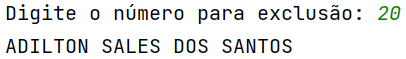 Digite o número para exclusão: 20
ADILTON SALES DOS SANTOS